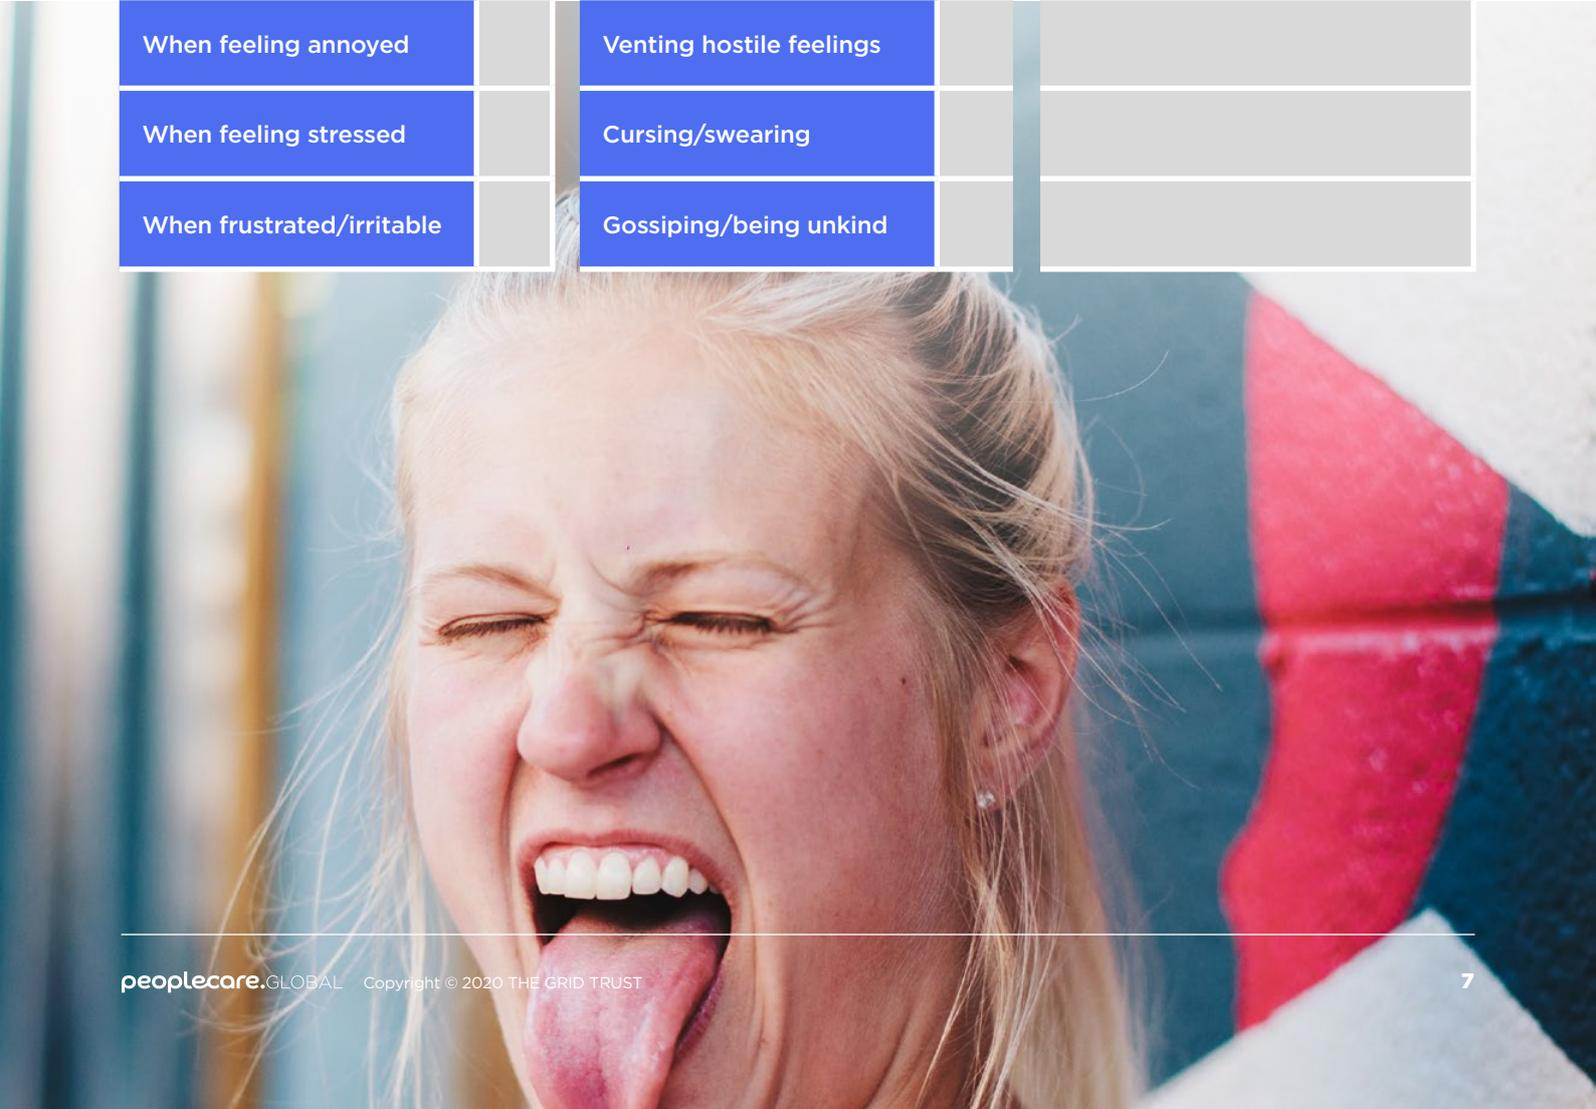 When feeling annoyed
Venting hostile feelings
When feeling stressed
Cursing/swearing
When frustrated/irritable
Gossiping/being unkind
peoplecare.GLOBAL Copyright © 2020 THE GRID TRUST
7